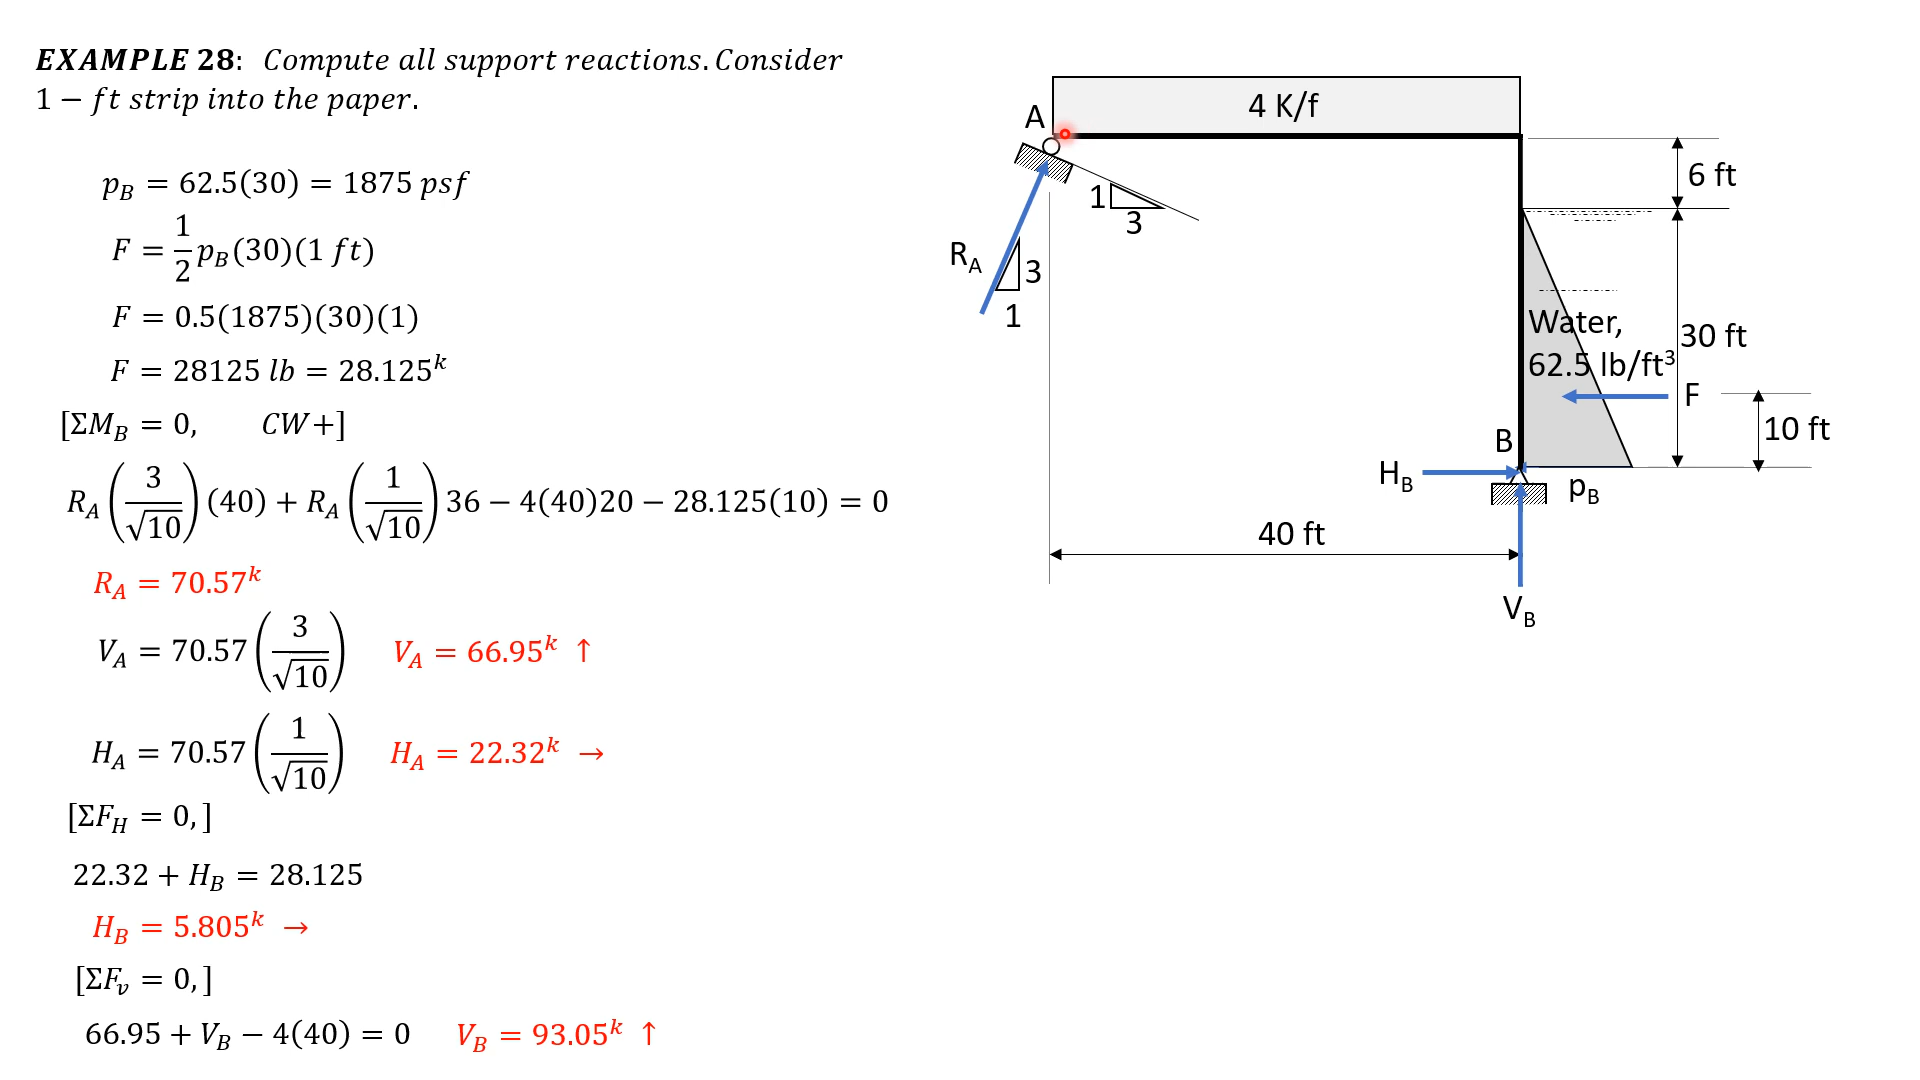 EXAMPLE 28: Compute all support reactions. Consider
1 − ft strip into the paper.
p_B = 62.5(30) = 1875 psf
F = 1/2 p_B(30)(1 ft)
F = 0.5(1875)(30)(1)
F = 28125 lb = 28.125^k
[ΣM_B = 0, CW+]
R_A (3/√10)(40) + R_A (1/√10) 36 − 4(40)20 − 28.125(10) = 0
R_A = 70.57^k
V_A = 70.57 (3/√10) V_A = 66.95^k ↑
H_A = 70.57 (1/√10) H_A = 22.32^k →
[ΣF_H = 0,]
22.32 + H_B = 28.125
H_B = 5.805^k →
[ΣF_v = 0,]
66.95 + V_B − 4(40) = 0 V_B = 93.05^k ↑
4 K/f
A
6 ft
1
3
R_A
3
1
Water,
62.5 lb/ft³
30 ft
F
10 ft
B
H_B
p_B
40 ft
V_B